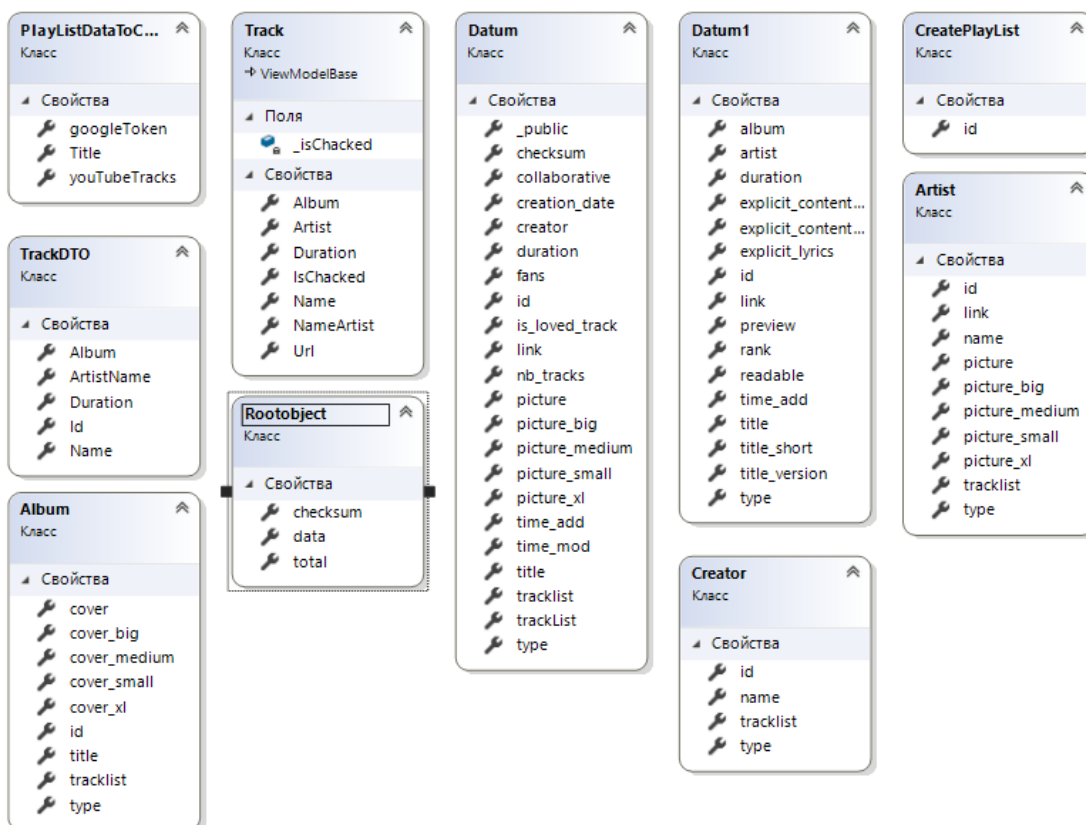 PlayListDataToC...
Класс
Свойства
googleToken
Title
youTubeTracks
TrackDTO
Класс
Свойства
Album
ArtistName
Duration
Id
Name
Album
Класс
Свойства
cover
cover_big
cover_medium
cover_small
cover_xl
id
title
tracklist
type
Track
Класс
ViewModelBase
Поля
_isChacked
Свойства
Album
Artist
Duration
IsChacked
Name
NameArtist
Url
Rootobject
Класс
Свойства
checksum
data
total
Datum
Класс
Свойства
_public
checksum
collaborative
creation_date
creator
duration
fans
id
is_loved_track
link
nb_tracks
picture
picture_big
picture_medium
picture_small
picture_xl
time_add
time_mod
title
tracklist
trackList
type
Datum1
Класс
Свойства
album
artist
duration
explicit_content...
explicit_content...
explicit_lyrics
id
link
preview
rank
readable
time_add
title
title_short
title_version
type
Creator
Класс
Свойства
id
name
tracklist
type
CreatePlayList
Класс
Свойства
id
Artist
Класс
Свойства
id
link
name
picture
picture_big
picture_medium
picture_small
picture_xl
tracklist
type